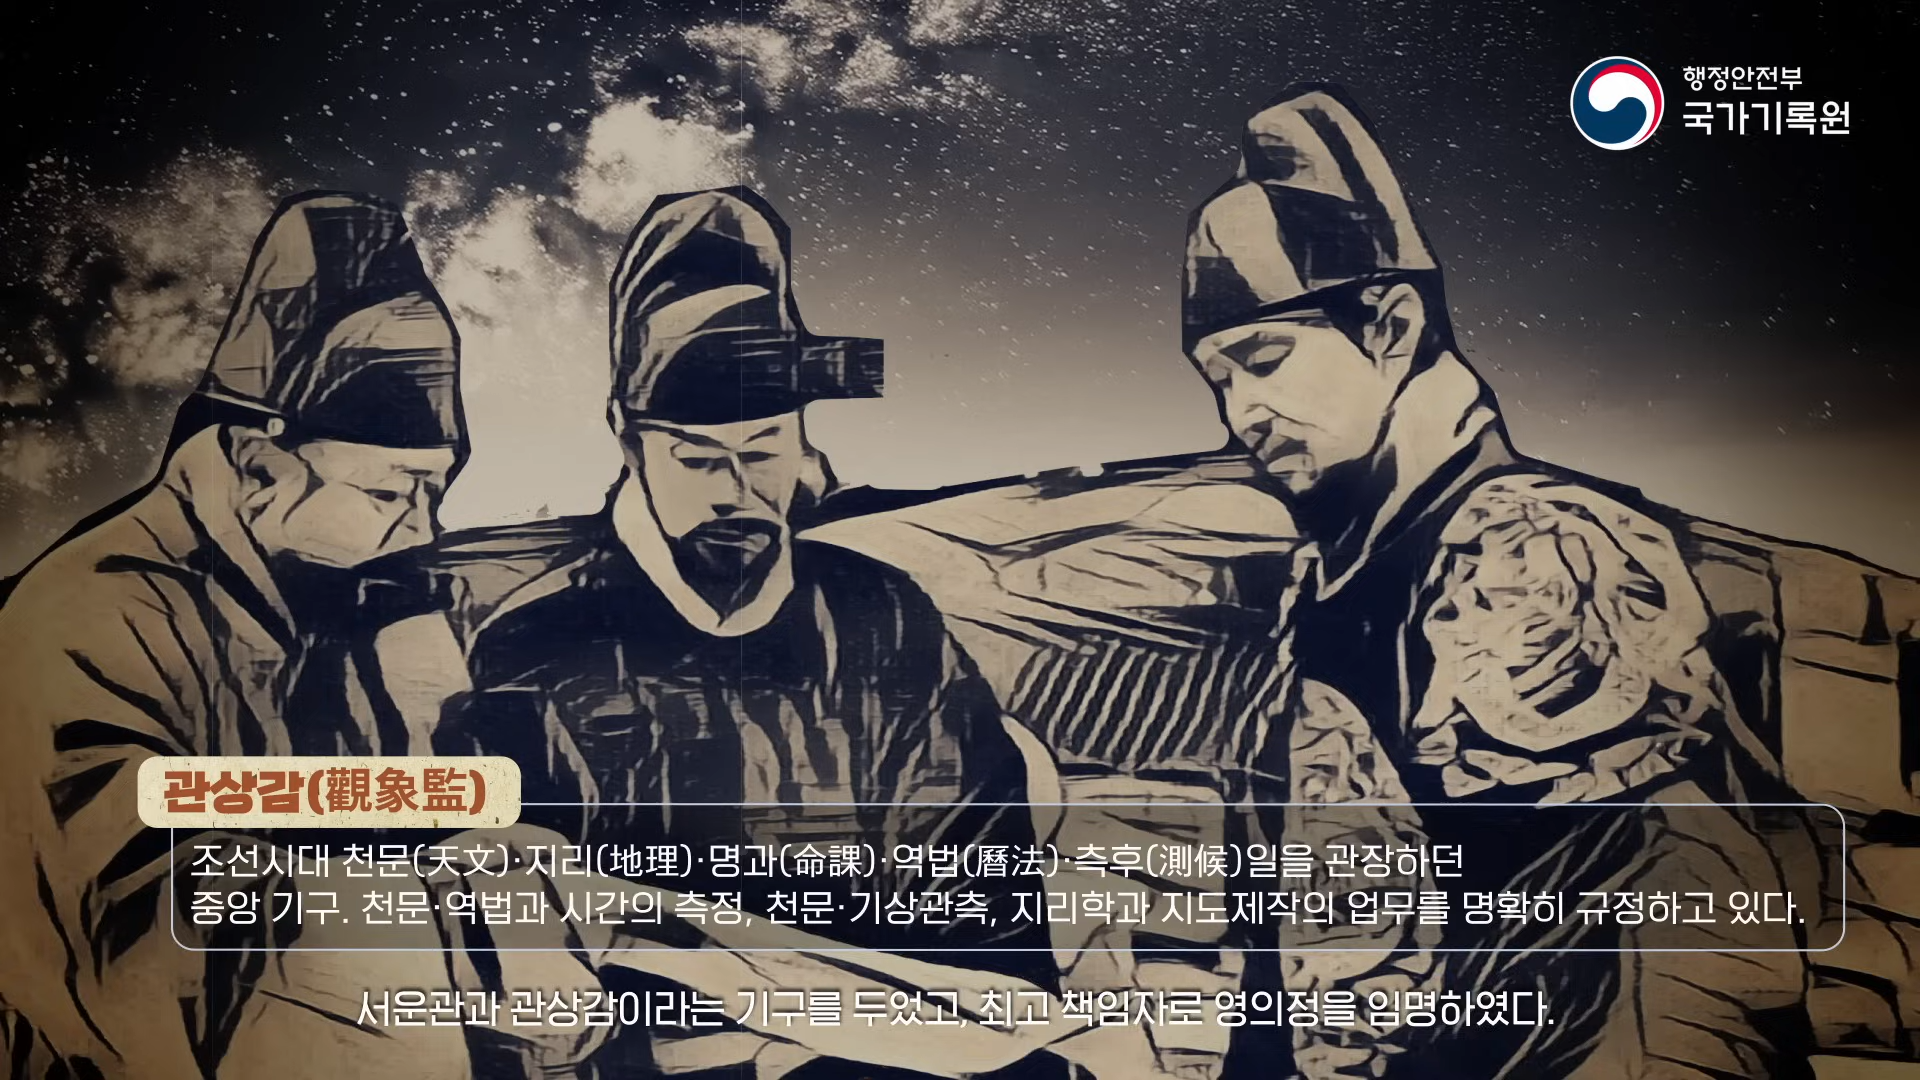 행정안전부
국가기록원
관상감(觀象監)
조선시대 천문(天文)·지리(地理)·명과(命課)·역법(曆法)·측후(測候)일을 관장하던
중앙 기구. 천문·역법과 시간의 측정, 천문·기상관측, 지리학과 지도제작의 업무를 명확히 규정하고 있다.
서운관과 관상감이라는 기구를 두었고, 최고 책임자로 영의정을 임명하였다.